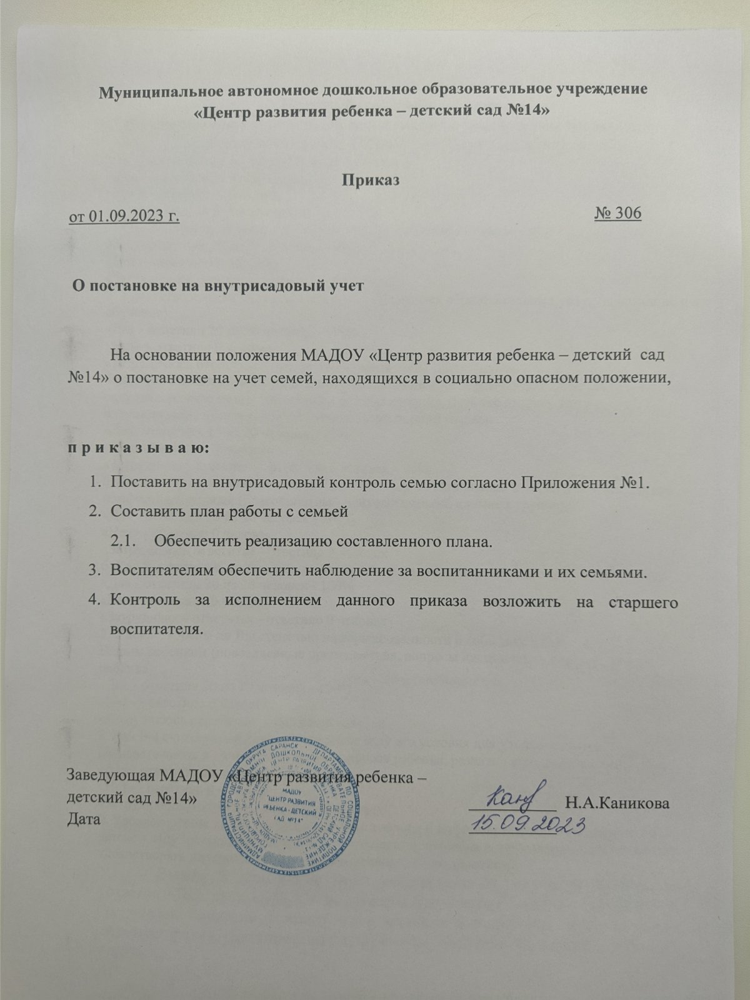 Муниципальное автономное дошкольное образовательное учреждение
«Центр развития ребенка – детский сад №14»
Приказ
от 01.09.2023 г.
№ 306
О постановке на внутрисадовый учет
На основании положения МАДОУ «Центр развития ребенка – детский сад
№14» о постановке на учет семей, находящихся в социально опасном положении,
п р и к а з ы в а ю:
1. Поставить на внутрисадовый контроль семью согласно Приложения №1.
2. Составить план работы с семьей
2.1. Обеспечить реализацию составленного плана.
3. Воспитателям обеспечить наблюдение за воспитанниками и их семьями.
4. Контроль за исполнением данного приказа возложить на старшего
воспитателя.
Заведующая МАДОУ «Центр развития ребенка –
детский сад №14»
Н.А.Каникова
Дата
15.09.2023
МАДОУ
"ЦЕНТР РАЗВИТИЯ
РЕБЕНКА - ДЕТСКИЙ
САД №14"